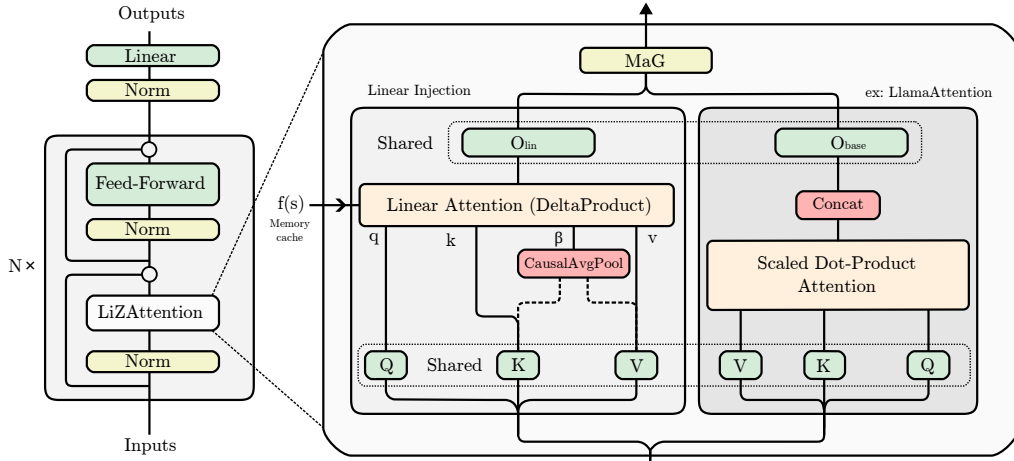 Outputs
Linear
Norm
Feed-Forward
Norm
N×
LiZAttention
Norm
Inputs
MaG
Linear Injection
ex: LlamaAttention
Shared
Olin
Obase
f(s)
Memory
cache
Linear Attention (DeltaProduct)
Concat
q
k
β
v
CausalAvgPool
Scaled Dot-Product
Attention
Q
K
Shared
V
V
K
Q